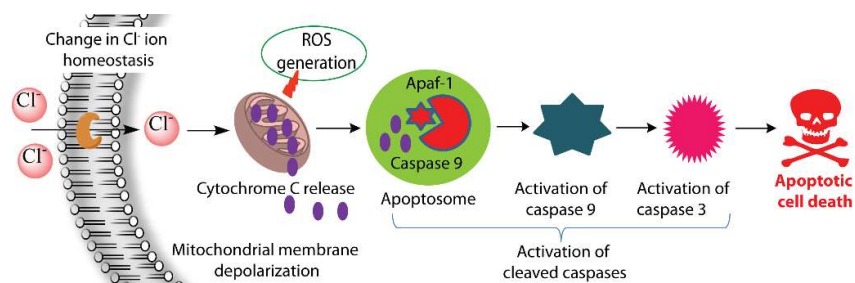 Change in Cl⁻ ion
homeostasis
Cl⁻
Cl⁻
Cl⁻
ROS
generation
Cytochrome C release
Mitochondrial membrane
depolarization
Apaf-1
Caspase 9
Apoptosome
Activation of
caspase 9
Activation of
caspase 3
Activation of
cleaved caspases
Apoptotic
cell death